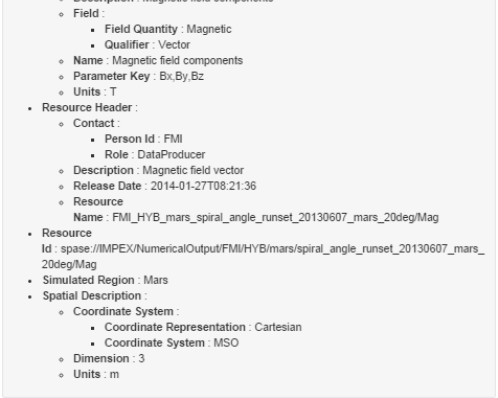 Description : Magnetic field components
Field :
Field Quantity : Magnetic
Qualifier : Vector
Name : Magnetic field components
Parameter Key : Bx,By,Bz
Units : T
Resource Header :
Contact :
Person Id : FMI
Role : DataProducer
Description : Magnetic field vector
Release Date : 2014-01-27T08:21:36
Resource
Name : FMI_HYB_mars_spiral_angle_runset_20130607_mars_20deg/Mag
Resource
Id : spase://IMPEX/NumericalOutput/FMI/HYB/mars/spiral_angle_runset_20130607_mars_
20deg/Mag
Simulated Region : Mars
Spatial Description :
Coordinate System :
Coordinate Representation : Cartesian
Coordinate System : MSO
Dimension : 3
Units : m